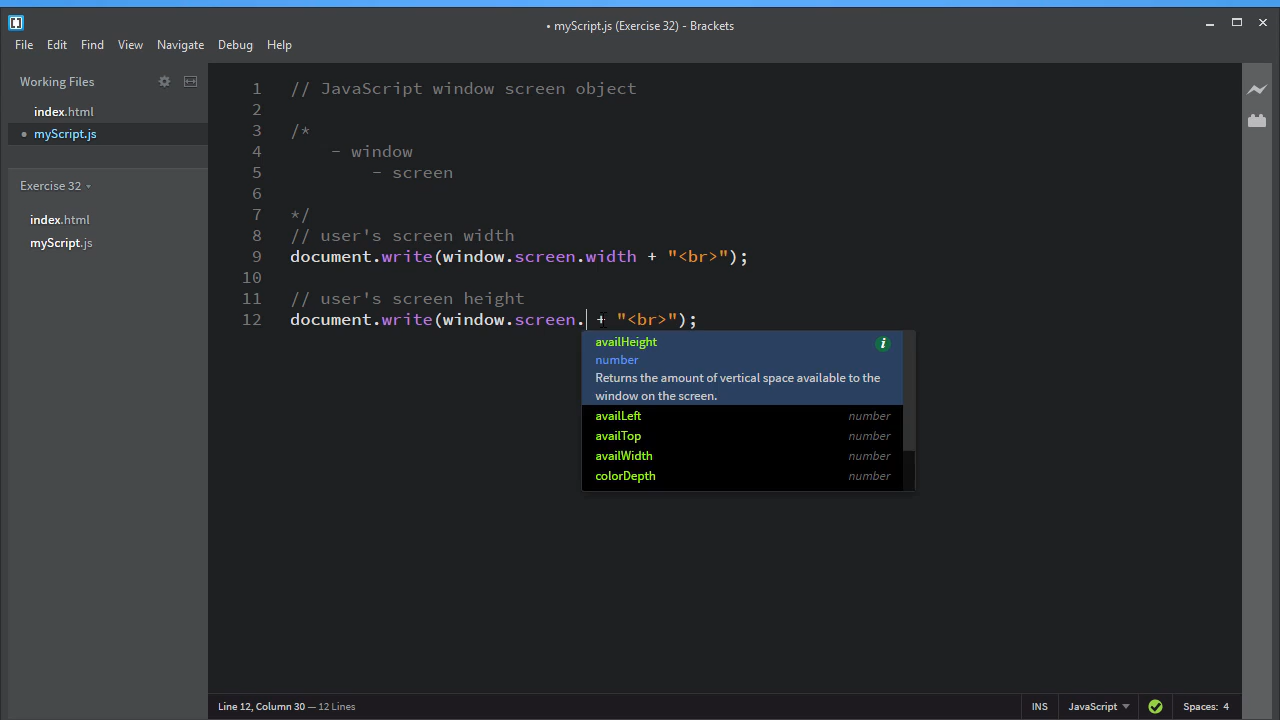 • myScript.js (Exercise 32) - Brackets
File Edit Find View Navigate Debug Help
Working Files
index.html
• myScript.js
Exercise 32
index.html
myScript.js
1 // JavaScript window screen object
2
3 /*
4 - window
5 - screen
6
7 */
8 // user's screen width
9 document.write(window.screen.width + "<br>");
10
11 // user's screen height
12 document.write(window.screen. + "<br>");
availHeight
number
Returns the amount of vertical space available to the
window on the screen.
availLeft number
availTop number
availWidth number
colorDepth number
Line 12, Column 30 — 12 Lines INS JavaScript Spaces: 4